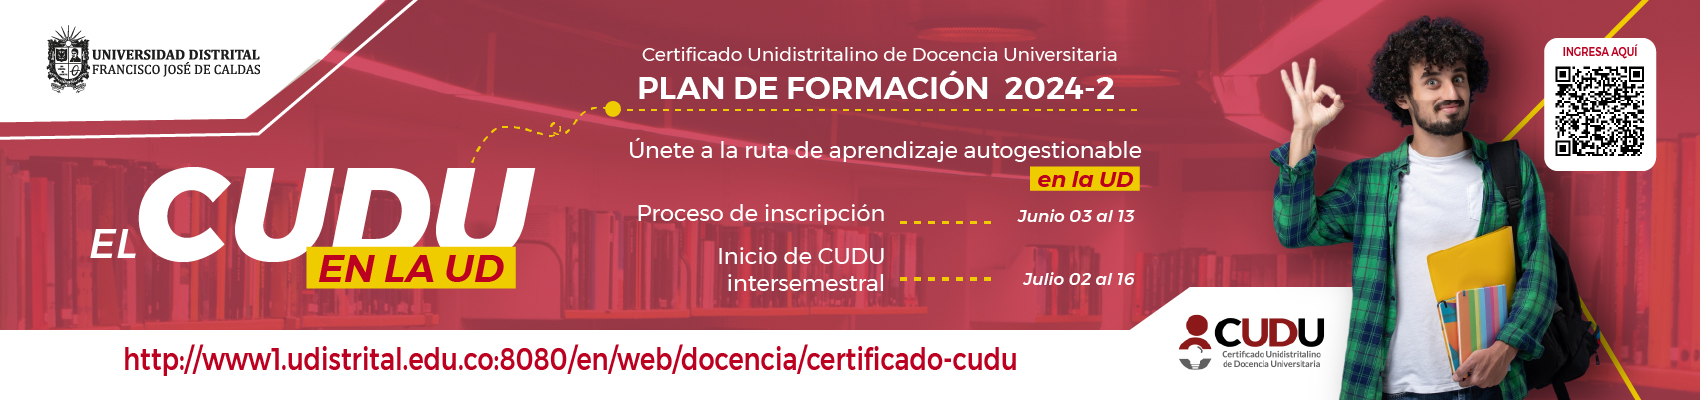 UNIVERSIDAD DISTRITAL
FRANCISCO JOSÉ DE CALDAS
EL CUDU
EN LA UD
Certificado Unidistritalino de Docencia Universitaria
PLAN DE FORMACIÓN 2024-2
Únete a la ruta de aprendizaje autogestionable
en la UD
Proceso de inscripción
Junio 03 al 13
Inicio de CUDU
intersemestral
Julio 02 al 16
INGRESA AQUÍ
http://www1.udistrital.edu.co:8080/en/web/docencia/certificado-cudu
CUDU
Certificado Unidistritalino
de Docencia Universitaria